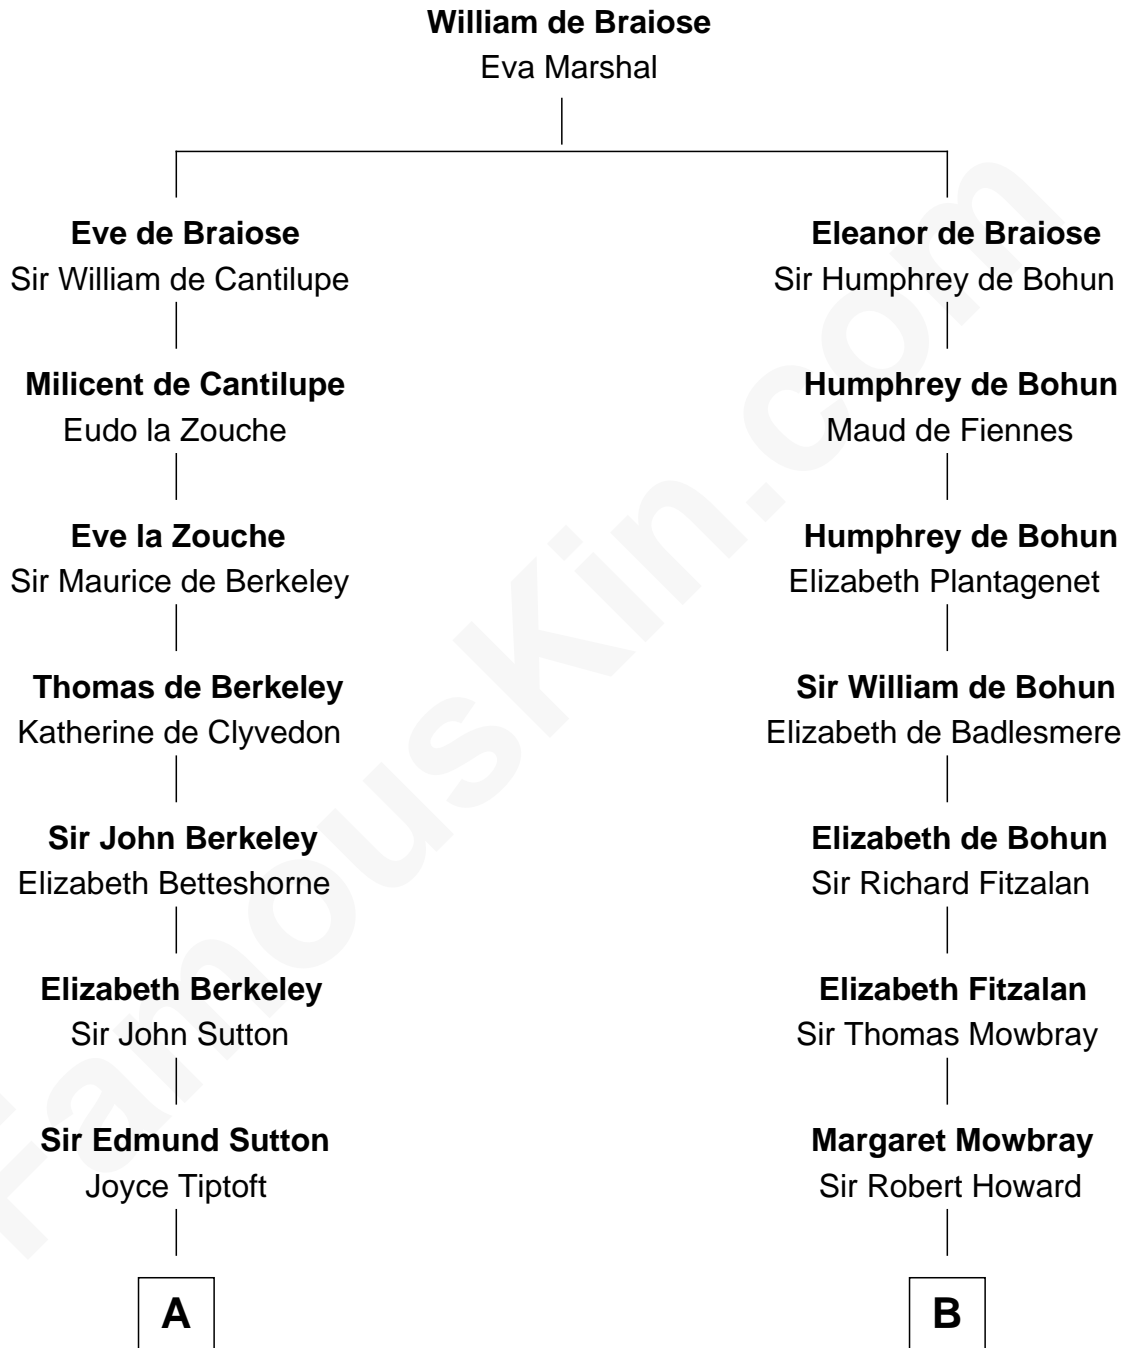 William de Braiose
Eva Marshal
Eve de Braiose
Sir William de Cantilupe
Eleanor de Braiose
Sir Humphrey de Bohun
Milicent de Cantilupe
Eudo la Zouche
Humphrey de Bohun
Maud de Fiennes
Eve la Zouche
Sir Maurice de Berkeley
Humphrey de Bohun
Elizabeth Plantagenet
Thomas de Berkeley
Katherine de Clyvedon
Sir William de Bohun
Elizabeth de Badlesmere
Sir John Berkeley
Elizabeth Betteshorne
Elizabeth de Bohun
Sir Richard Fitzalan
Elizabeth Berkeley
Sir John Sutton
Elizabeth Fitzalan
Sir Thomas Mowbray
Sir Edmund Sutton
Joyce Tiptoft
Margaret Mowbray
Sir Robert Howard
A
B
FamousKin.com